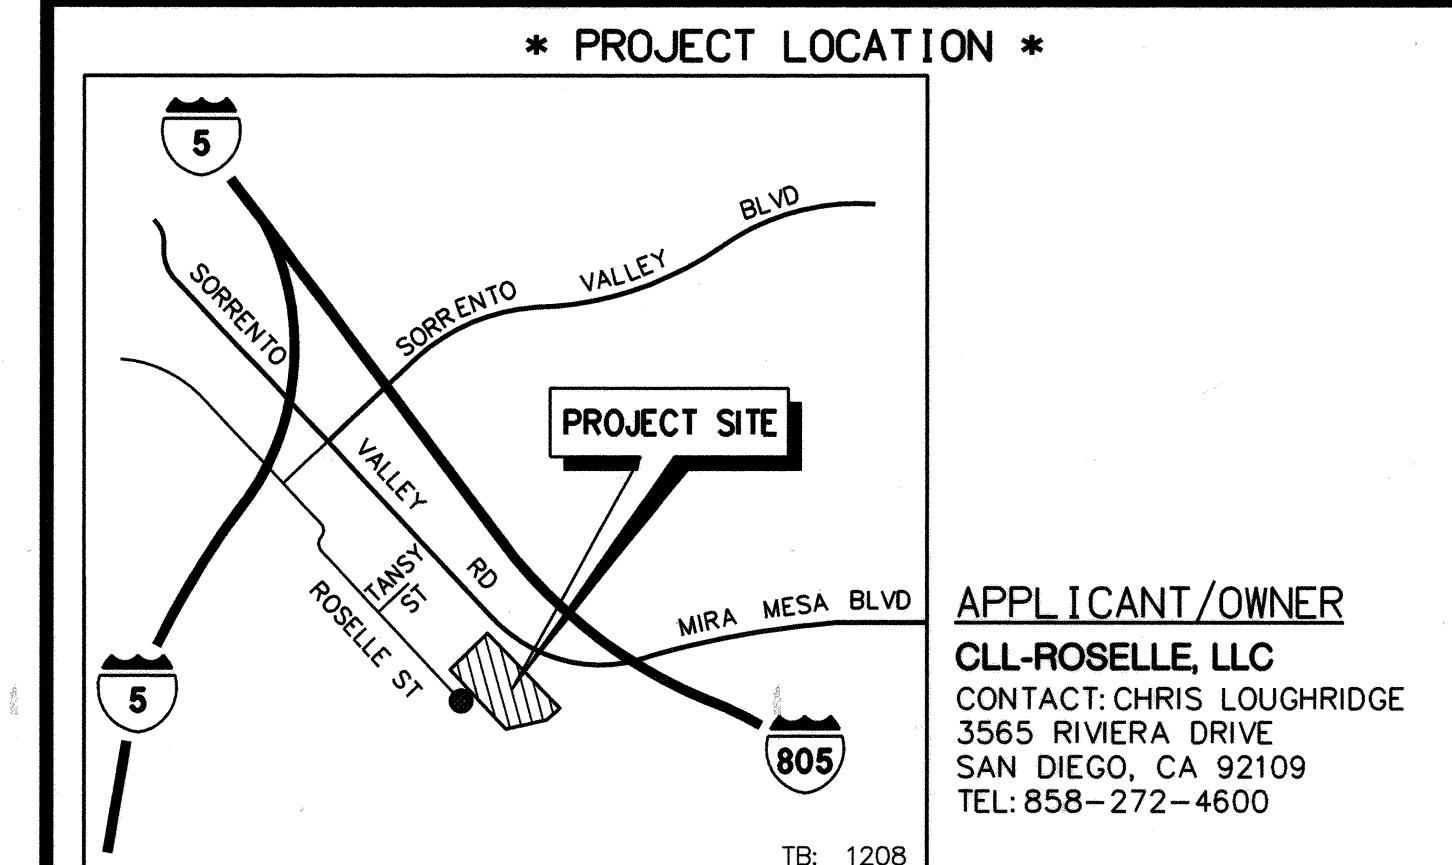 * PROJECT LOCATION *
5
BLVD
VALLEY
SORRENTO
SORRENTO
PROJECT SITE
VALLEY
TANSY
ST
RD
ROSELLE ST
MIRA MESA BLVD
5
805
TB: 1208
APPLICANT/OWNER
CLL-ROSELLE, LLC
CONTACT: CHRIS LOUGHRIDGE
3565 RIVIERA DRIVE
SAN DIEGO, CA 92109
TEL: 858-272-4600